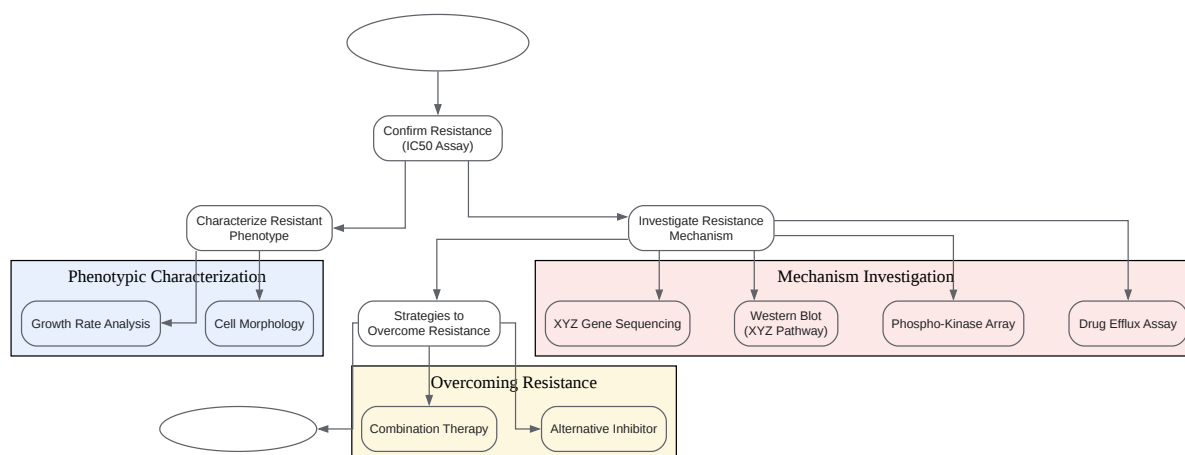 Confirm Resistance
(IC50 Assay)
Characterize Resistant
Phenotype
Investigate Resistance
Mechanism
Phenotypic Characterization
Growth Rate Analysis
Cell Morphology
Strategies to
Overcome Resistance
Mechanism Investigation
XYZ Gene Sequencing
Western Blot
(XYZ Pathway)
Phospho-Kinase Array
Drug Efflux Assay
Overcoming Resistance
Combination Therapy
Alternative Inhibitor